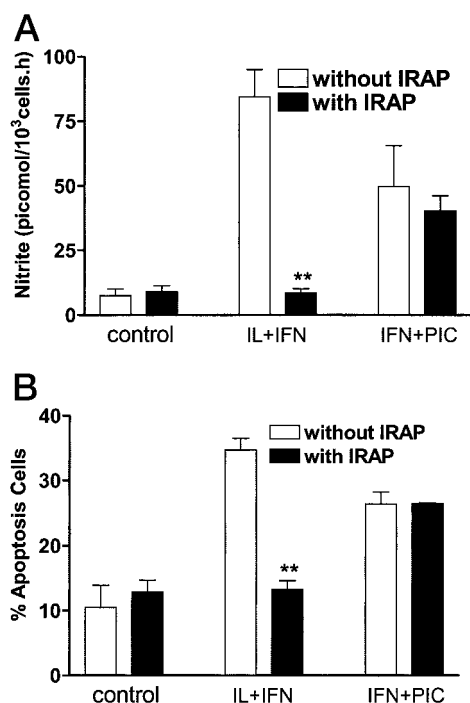 A
Nitrite (picomol/10³cells.h)
100
75
50
25
0
without IRAP
with IRAP
**
control IL+IFN IFN+PIC
B
% Apoptosis Cells
40
30
20
10
0
without IRAP
with IRAP
**
control IL+IFN IFN+PIC